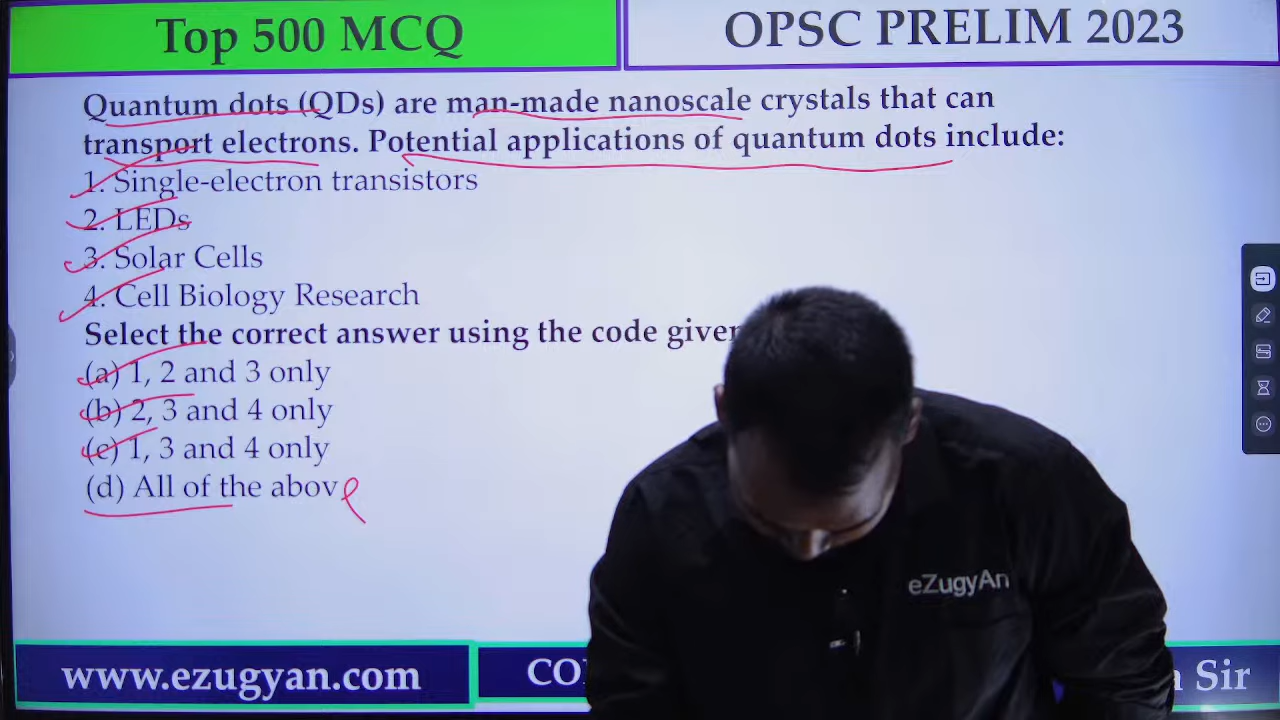 Top 500 MCQ
OPSC PRELIM 2023
Quantum dots (QDs) are man-made nanoscale crystals that can
transport electrons. Potential applications of quantum dots include:
1. Single-electron transistors
2. LEDs
3. Solar Cells
4. Cell Biology Research
Select the correct answer using the code given
(a) 1, 2 and 3 only
(b) 2, 3 and 4 only
(c) 1, 3 and 4 only
(d) All of the above
eZugyAn
www.ezugyan.com
Sir